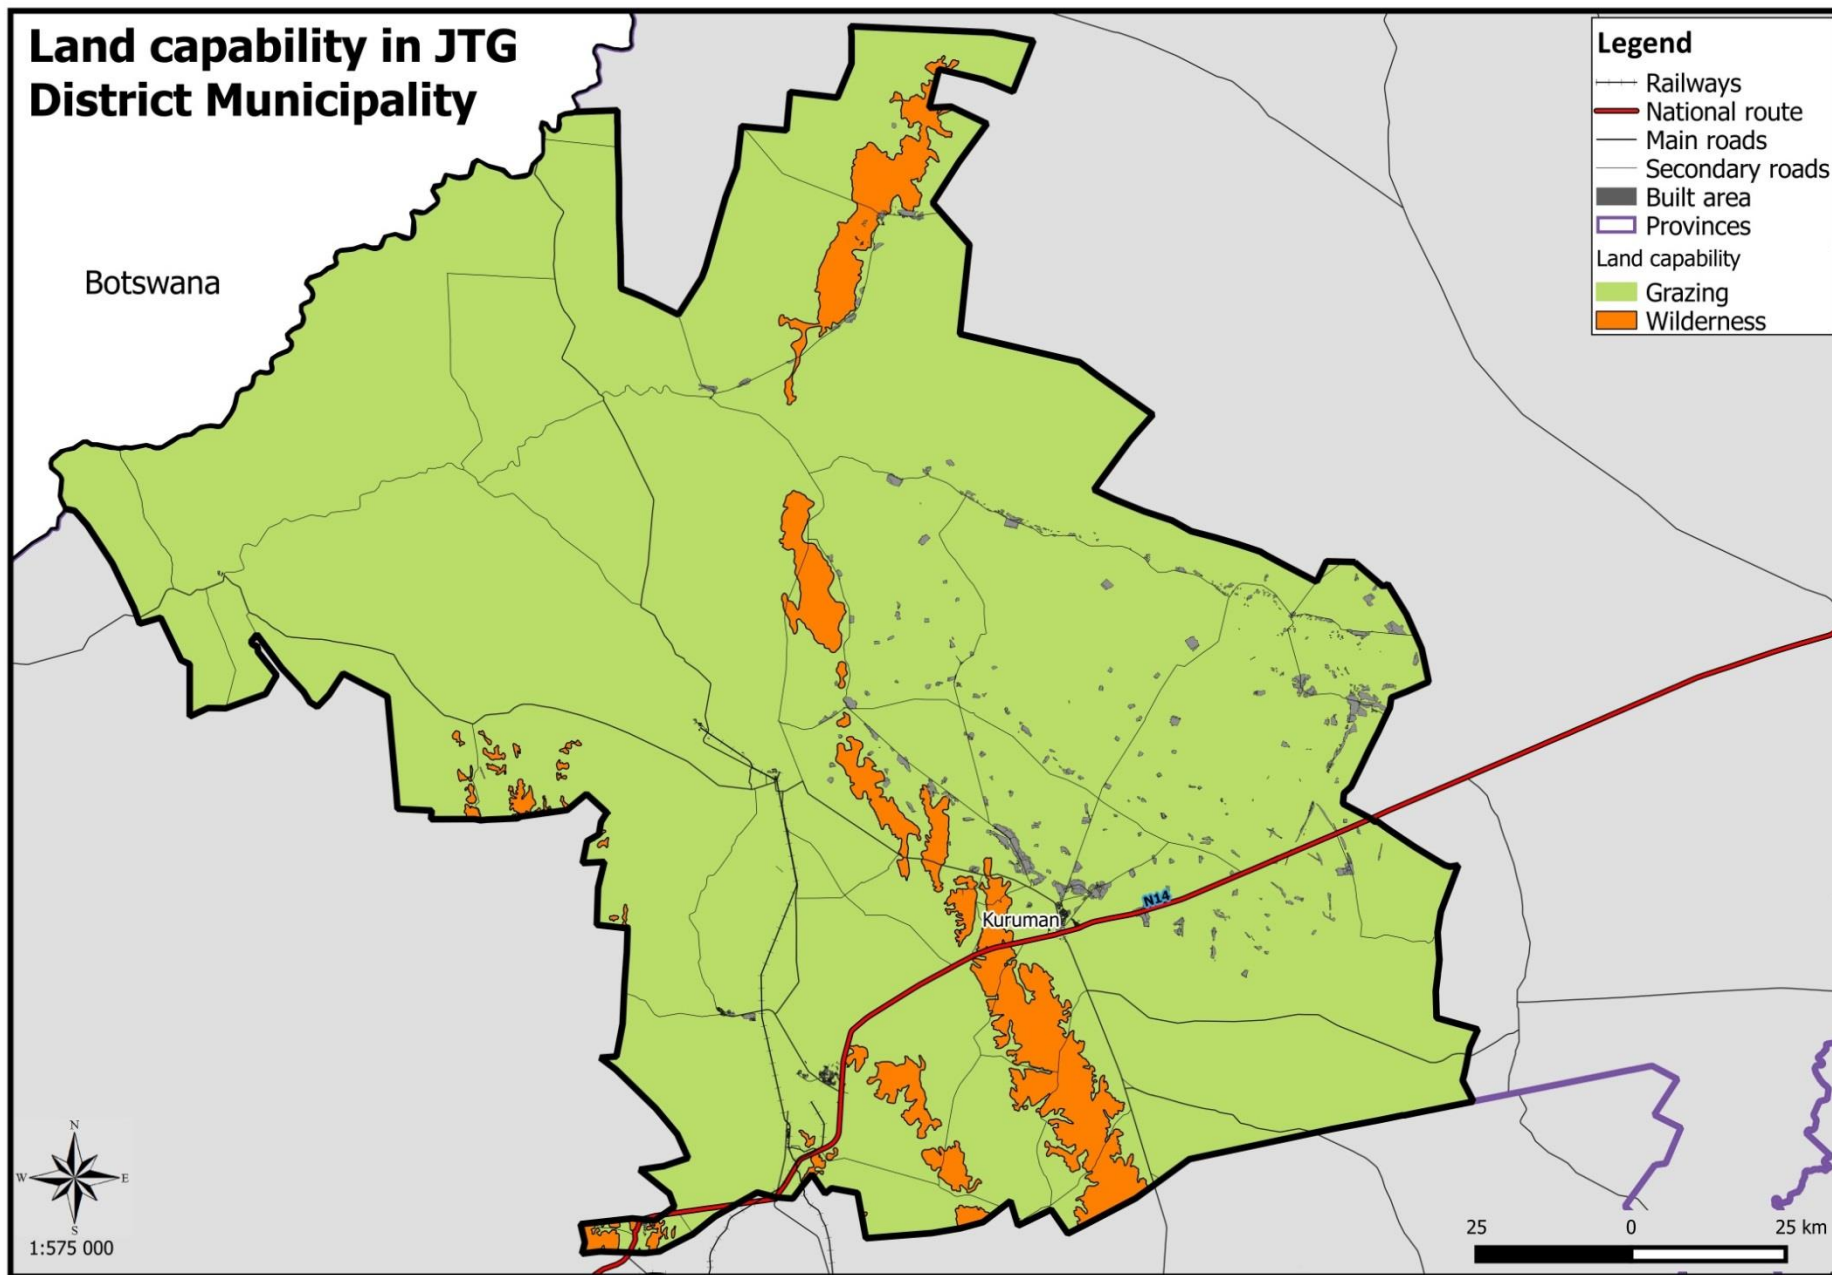 Land capability in JTG
District Municipality
Legend
Railways
National route
Main roads
Secondary roads
Built area
Provinces
Land capability
Grazing
Wilderness
Botswana
Kuruman
N14
N
W
E
S
1:575 000
25
0
25 km